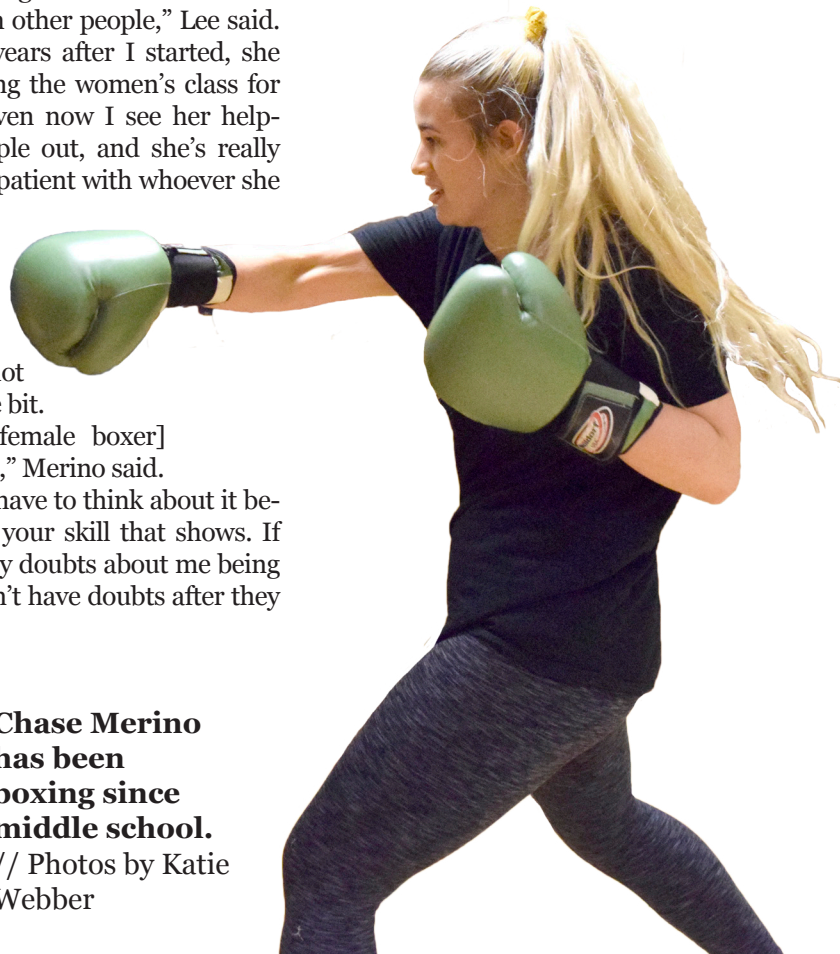 n other people,” Lee said.
years after I started, she
ng the women’s class for
ven now I see her help-
ple out, and she’s really
patient with whoever she
not
e bit.
female boxer]
,” Merino said.
have to think about it be-
your skill that shows. If
y doubts about me being
n’t have doubts after they
Chase Merino
has been
boxing since
middle school.
// Photos by Katie
Webber